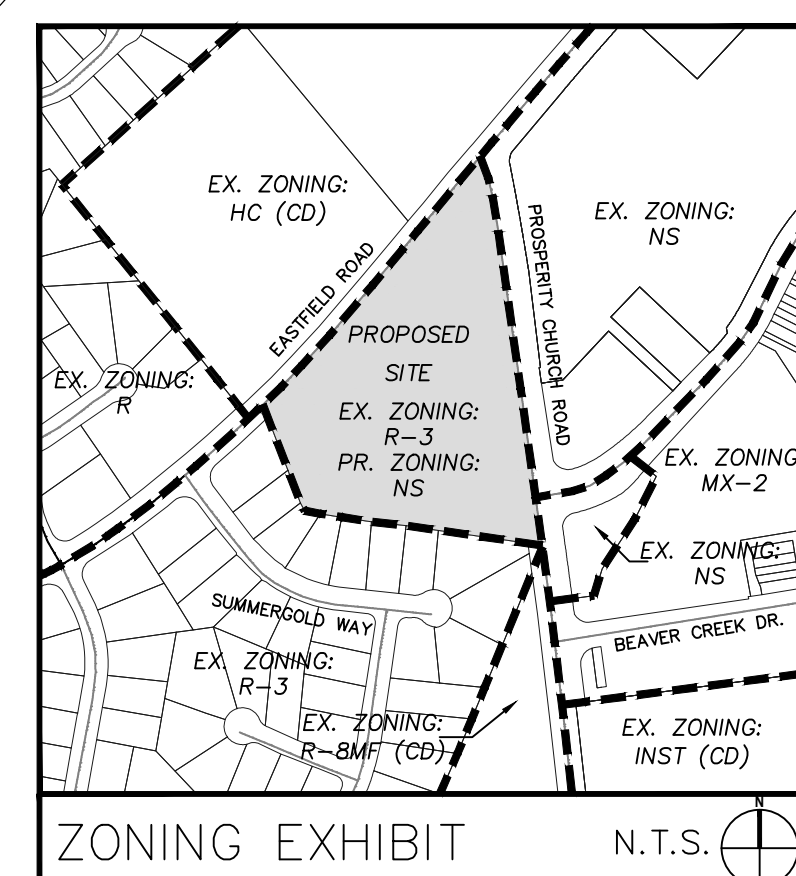 EX. ZONING:
HC (CD)
EX. ZONING:
NS
PROSPERITY CHURCH ROAD
EASTFIELD ROAD
PROPOSED
SITE
EX. ZONING:
R-3
PR. ZONING:
NS
EX. ZONING:
R
EX. ZONING
MX-2
EX. ZONING:
NS
SUMMERGOLD WAY
BEAVER CREEK DR.
EX. ZONING:
R-3
EX. ZONING:
R-8MF (CD)
EX. ZONING:
INST (CD)
ZONING EXHIBIT
N.T.S.
N